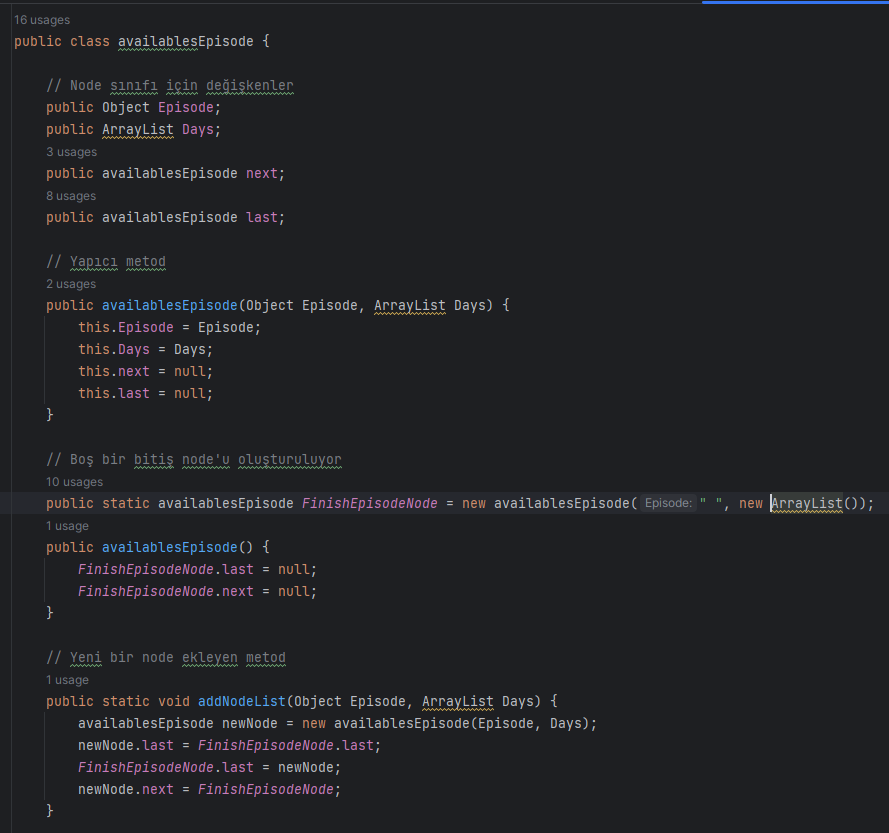 16 usages
public class availablesEpisode {
// Node sınıfı için değişkenler
public Object Episode;
public ArrayList Days;
3 usages
public availablesEpisode next;
8 usages
public availablesEpisode last;
// Yapıcı metod
2 usages
public availablesEpisode(Object Episode, ArrayList Days) {
this.Episode = Episode;
this.Days = Days;
this.next = null;
this.last = null;
}
// Boş bir bitiş node'u oluşturuluyor
10 usages
public static availablesEpisode FinishEpisodeNode = new availablesEpisode( Episode: " ", new ArrayList());
1 usage
public availablesEpisode() {
FinishEpisodeNode.last = null;
FinishEpisodeNode.next = null;
}
// Yeni bir node ekleyen metod
1 usage
public static void addNodeList(Object Episode, ArrayList Days) {
availablesEpisode newNode = new availablesEpisode(Episode, Days);
newNode.last = FinishEpisodeNode.last;
FinishEpisodeNode.last = newNode;
newNode.next = FinishEpisodeNode;
}